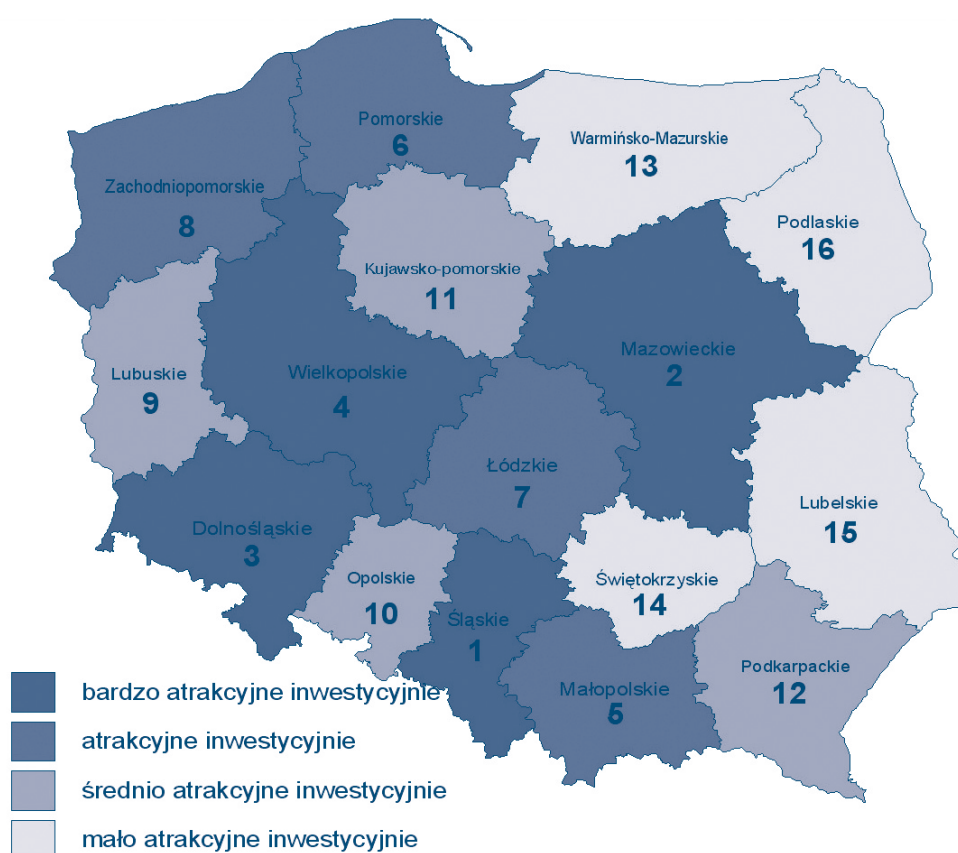 Pomorskie
6
Warmińsko-Mazurskie
13
Zachodniopomorskie
8
Podlaskie
16
Kujawsko-pomorskie
11
Mazowieckie
2
Lubuskie
9
Wielkopolskie
4
Łódzkie
7
Lubelskie
15
Dolnośląskie
3
Opolskie
10
Świętokrzyskie
14
Śląskie
1
Podkarpackie
12
Małopolskie
5
bardzo atrakcyjne inwestycyjnie
atrakcyjne inwestycyjnie
średnio atrakcyjne inwestycyjnie
mało atrakcyjne inwestycyjnie